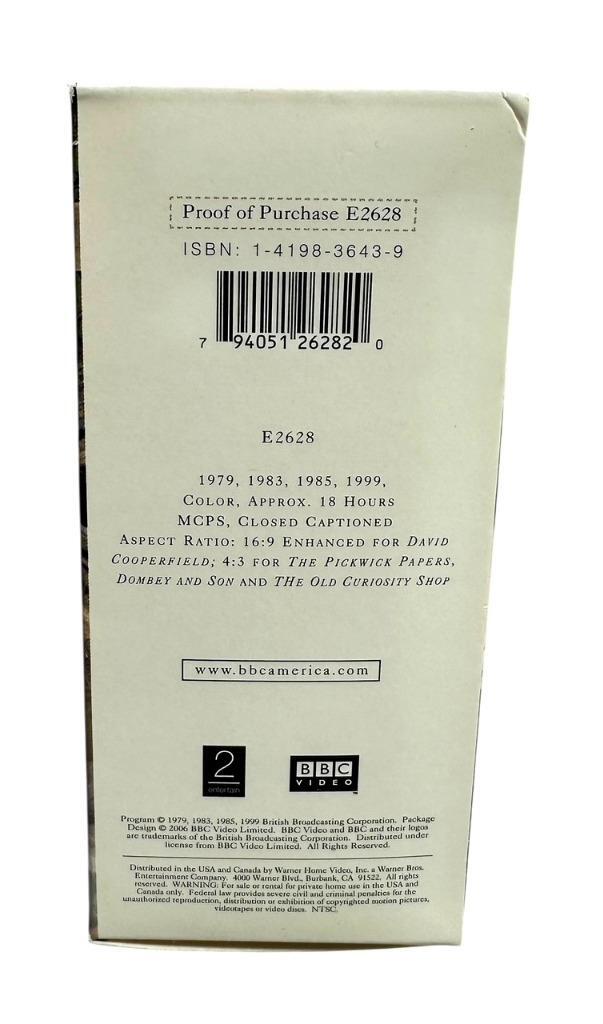 Proof of Purchase E2628
ISBN: 1-4198-3643-9
7 94051 26282 0
E2628
1979, 1983, 1985, 1999,
COLOR, APPROX. 18 HOURS
MCPS, CLOSED CAPTIONED
ASPECT RATIO: 16:9 ENHANCED FOR DAVID
COOPERFIELD; 4:3 FOR THE PICKWICK PAPERS,
DOMBEY AND SON AND THE OLD CURIOSITY SHOP
www.bbcamerica.com
2
entertain
BBC
VIDEO
™
Program © 1979, 1983, 1985, 1999 British Broadcasting Corporation. Package
Design © 2006 BBC Video Limited. BBC Video and BBC and their logos
are trademarks of the British Broadcasting Corporation. Distributed under
license from BBC Video Limited. All Rights Reserved.
Distributed in the USA and Canada by Warner Home Video, Inc. a Warner Bros.
Entertainment Company. 4000 Warner Blvd., Burbank, CA 91522. All rights
reserved. WARNING: For sale or rental for private home use in the USA and
Canada only. Federal law provides severe civil and criminal penalties for the
unauthorized reproduction, distribution or exhibition of copyrighted motion pictures,
videotapes or video discs. NTSC.